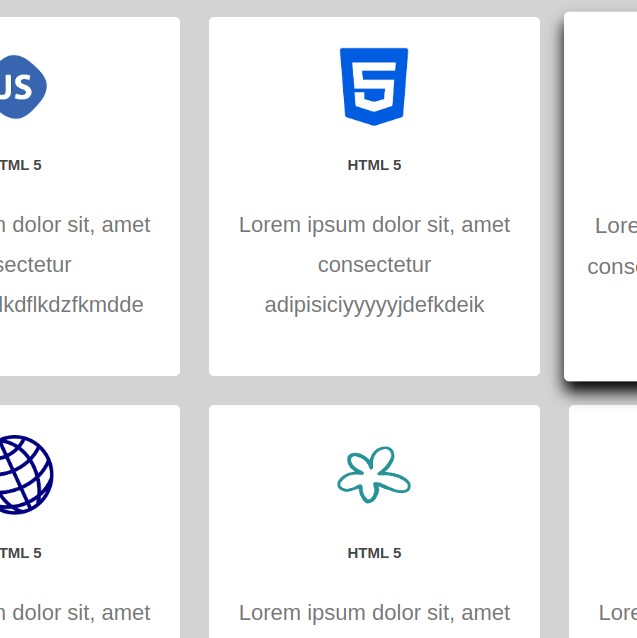 JS
5
TML 5
HTML 5
dolor sit, amet
Lorem ipsum dolor sit, amet
Lore
sectetur
consectetur
conse
lkdflkdzfkmdde
adipisiciyyyyyjdefkdeik
TML 5
HTML 5
dolor sit, amet
Lorem ipsum dolor sit, amet
Lore